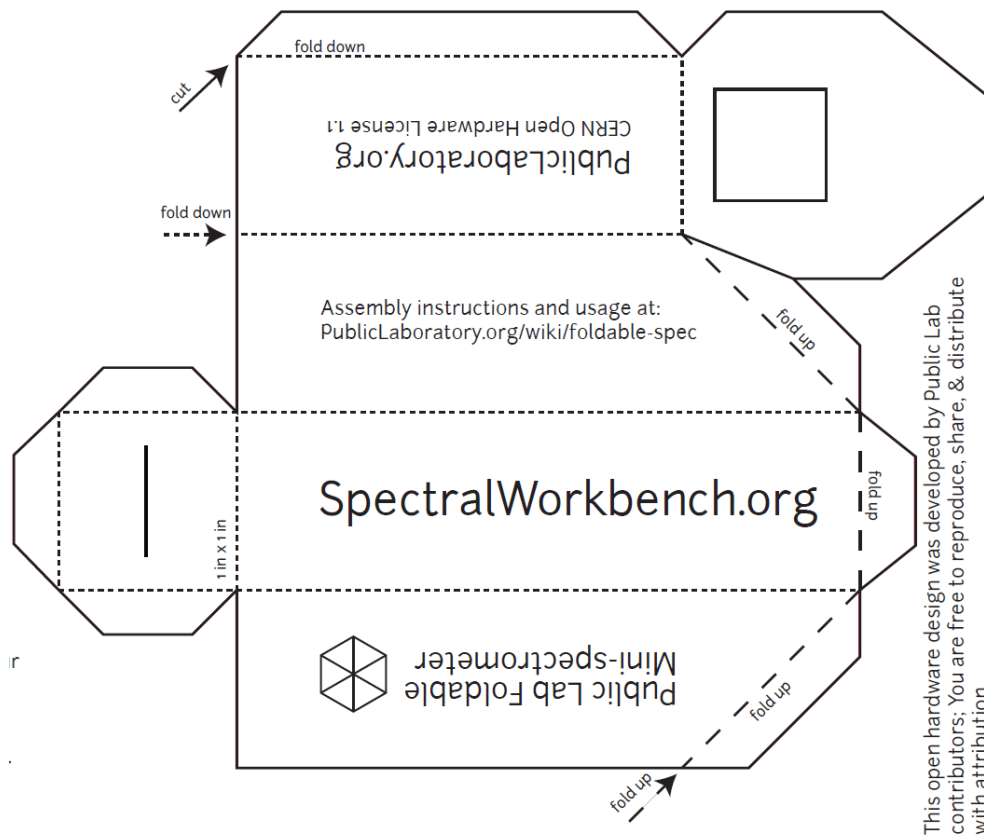 fold down
cut
CERN Open Hardware License 1.1
PublicLaboratory.org
fold down
Assembly instructions and usage at:
PublicLaboratory.org/wiki/foldable-spec
fold up
SpectralWorkbench.org
fold up
1 in x 1 in
Public Lab Foldable
Mini-spectrometer
fold up
fold up
This open hardware design was developed by Public Lab
contributors; You are free to reproduce, share, & distribute
with attribution